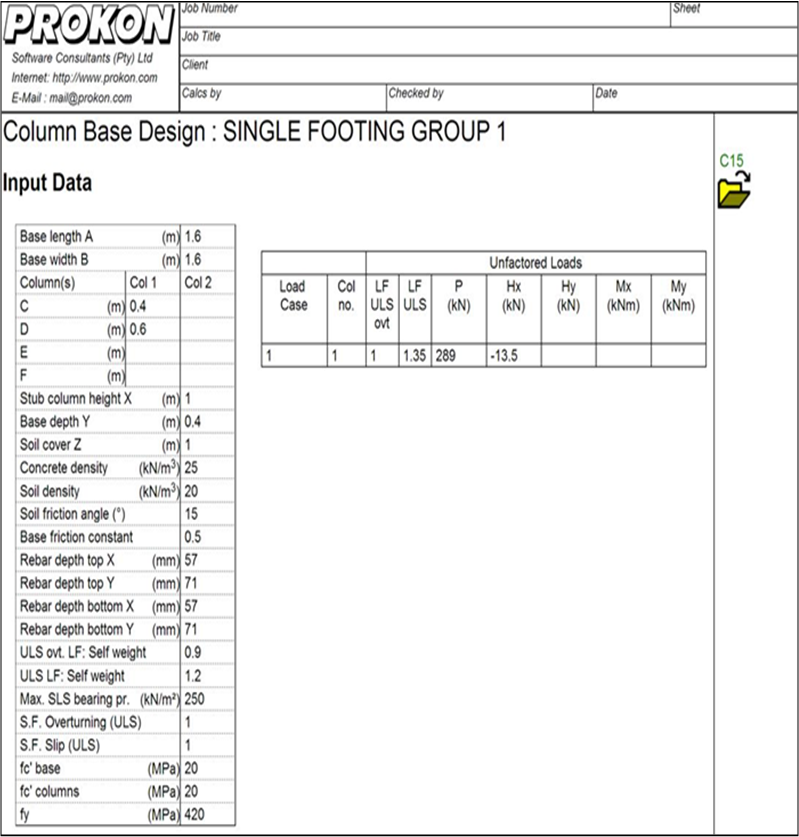 PROKON
Software Consultants (Pty) Ltd
Internet: http://www.prokon.com
E-Mail : mail@prokon.com
Job Number
Sheet
Job Title
Client
Calcs by
Checked by
Date
Column Base Design : SINGLE FOOTING GROUP 1
C15
Input Data
Base length A (m) 1.6
Base width B (m) 1.6
Column(s) Col 1 Col 2
C (m) 0.4
D (m) 0.6
E (m)
F (m)
Stub column height X (m) 1
Base depth Y (m) 0.4
Soil cover Z (m) 1
Concrete density (kN/m³) 25
Soil density (kN/m³) 20
Soil friction angle (°) 15
Base friction constant 0.5
Rebar depth top X (mm) 57
Rebar depth top Y (mm) 71
Rebar depth bottom X (mm) 57
Rebar depth bottom Y (mm) 71
ULS ovt. LF: Self weight 0.9
ULS LF: Self weight 1.2
Max. SLS bearing pr. (kN/m²) 250
S.F. Overturning (ULS) 1
S.F. Slip (ULS) 1
fc' base (MPa) 20
fc' columns (MPa) 20
fy (MPa) 420
Unfactored Loads
Load Col LF LF P Hx Hy Mx My
Case no. ULS ULS (kN) (kN) (kN) (kNm) (kNm)
ovt
1 1 1 1.35 289 -13.5